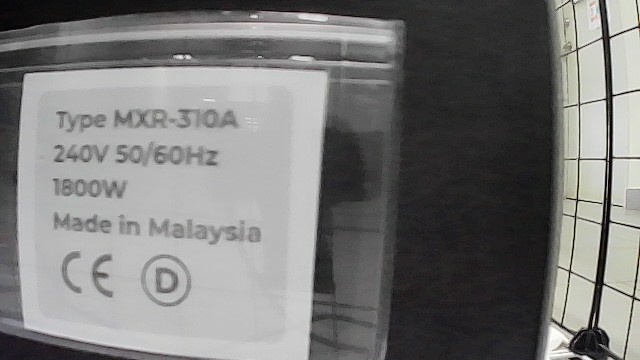 Type MXR-310A
240V 50/60Hz
1800W
Made in Malaysia
CE D